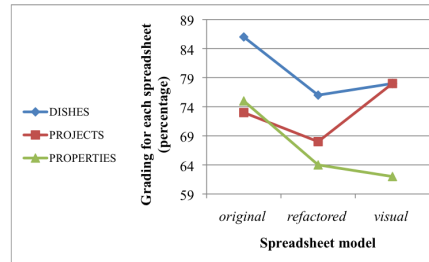 DISHES
PROJECTS
PROPERTIES
Grading for each spreadsheet
(percentage)
89
84
79
74
69
64
59
original refactored visual
Spreadsheet model